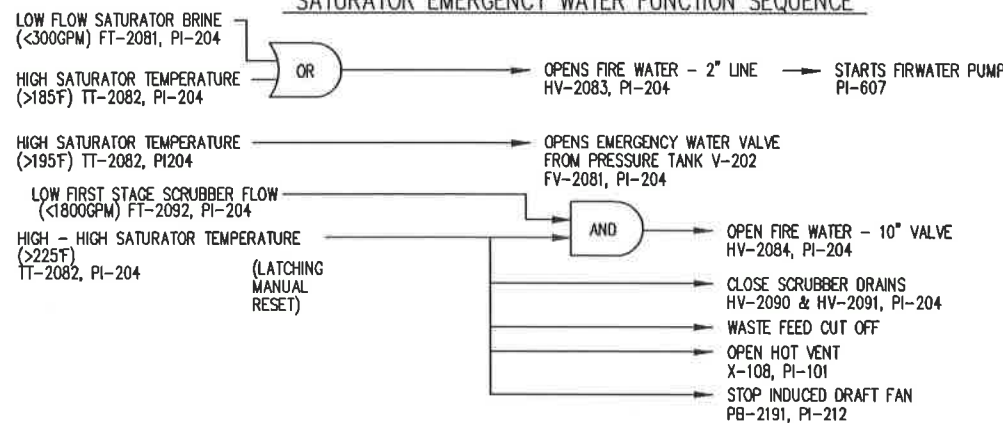 SATURATOR EMERGENCY WATER FUNCTION SEQUENCE
LOW FLOW SATURATOR BRINE
(<300GPM) FT-2081, PI-204
HIGH SATURATOR TEMPERATURE
(>185°F) TT-2082, PI-204
OR
OPENS FIRE WATER - 2" LINE
HV-2083, PI-204
STARTS FIRWATER PUMP
PI-607
HIGH SATURATOR TEMPERATURE
(>195°F) TT-2082, PI204
OPENS EMERGENCY WATER VALVE
FROM PRESSURE TANK V-202
FV-2081, PI-204
LOW FIRST STAGE SCRUBBER FLOW
(<1800GPM) FT-2092, PI-204
HIGH - HIGH SATURATOR TEMPERATURE
(>225°F)
TT-2082, PI-204
(LATCHING
MANUAL
RESET)
AND
OPEN FIRE WATER - 10" VALVE
HV-2084, PI-204
CLOSE SCRUBBER DRAINS
HV-2090 & HV-2091, PI-204
WASTE FEED CUT OFF
OPEN HOT VENT
X-108, PI-101
STOP INDUCED DRAFT FAN
PB-2191, PI-212